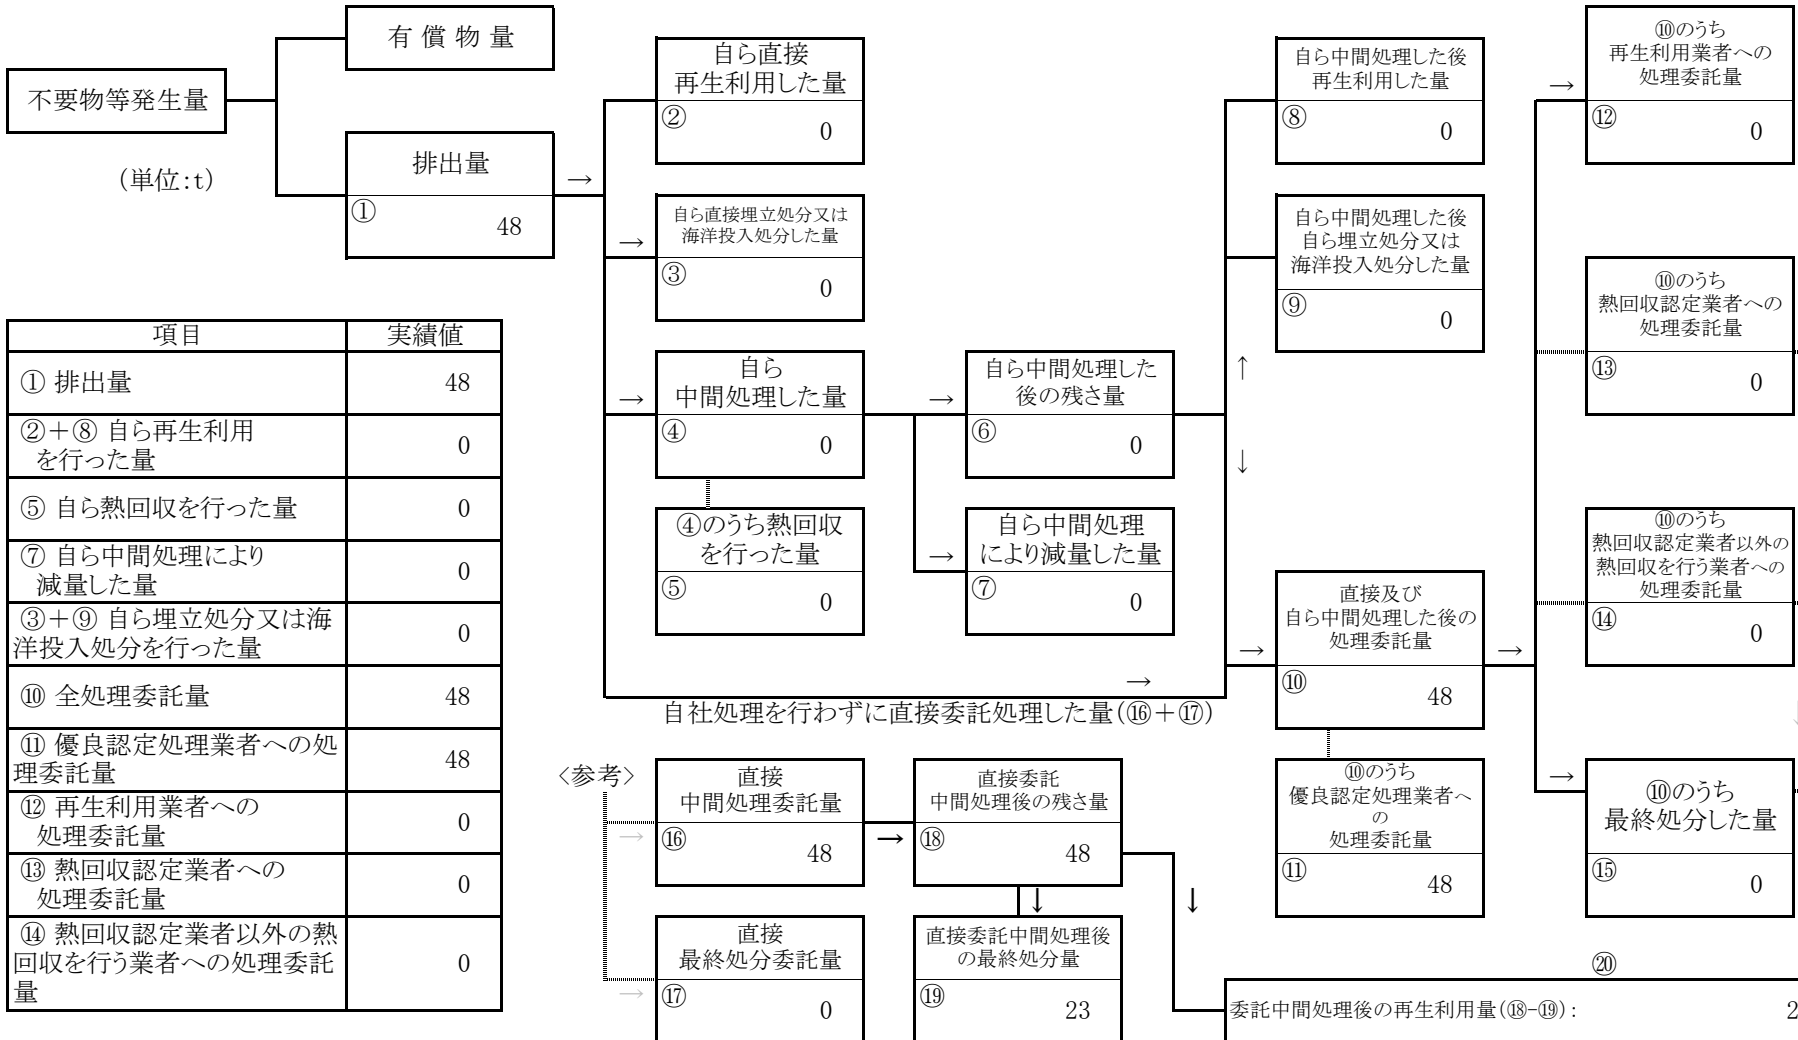 不要物等発生量
(単位:t)
有 償 物 量
排出量
①
48
→
項目 実績値
① 排出量 48
②＋⑧ 自ら再生利用
を行った量
0
⑤ 自ら熱回収を行った量 0
⑦ 自ら中間処理により
減量した量
0
③＋⑨ 自ら埋立処分又は海
洋投入処分を行った量
0
⑩ 全処理委託量 48
⑪ 優良認定処理業者への処
理委託量
48
⑫ 再生利用業者への
処理委託量
0
⑬ 熱回収認定業者への
処理委託量
0
⑭ 熱回収認定業者以外の熱
回収を行う業者への処理委託
量
0
自ら直接
再生利用した量
②
0
→
自ら直接埋立処分又は
海洋投入処分した量
③
0
→
自ら
中間処理した量
④
0
④のうち熱回収
を行った量
⑤
0
→
自ら中間処理した
後の残さ量
⑥
0
→
自ら中間処理
により減量した量
⑦
0
→
自社処理を行わずに直接委託処理した量(⑯＋⑰)
自ら中間処理した後
再生利用した量
⑧
0
自ら中間処理した後
自ら埋立処分又は
海洋投入処分した量
⑨
0
↑
↓
→
直接及び
自ら中間処理した後の
処理委託量
⑩
48
→
⑩のうち
優良認定処理業者へ
の
処理委託量
⑪
48
→
⑩のうち
再生利用業者への
処理委託量
⑫
0
⑩のうち
熱回収認定業者への
処理委託量
⑬
0
⑩のうち
熱回収認定業者以外の
熱回収を行う業者への
処理委託量
⑭
0
→
⑩のうち
最終処分した量
⑮
0
〈参考〉
→
直接
中間処理委託量
⑯
48
→
直接委託
中間処理後の残さ量
⑱
48
↓
↓
→
直接
最終処分委託量
⑰
0
直接委託中間処理後
の最終処分量
⑲
23
⑳
委託中間処理後の再生利用量(⑱-⑲): 2